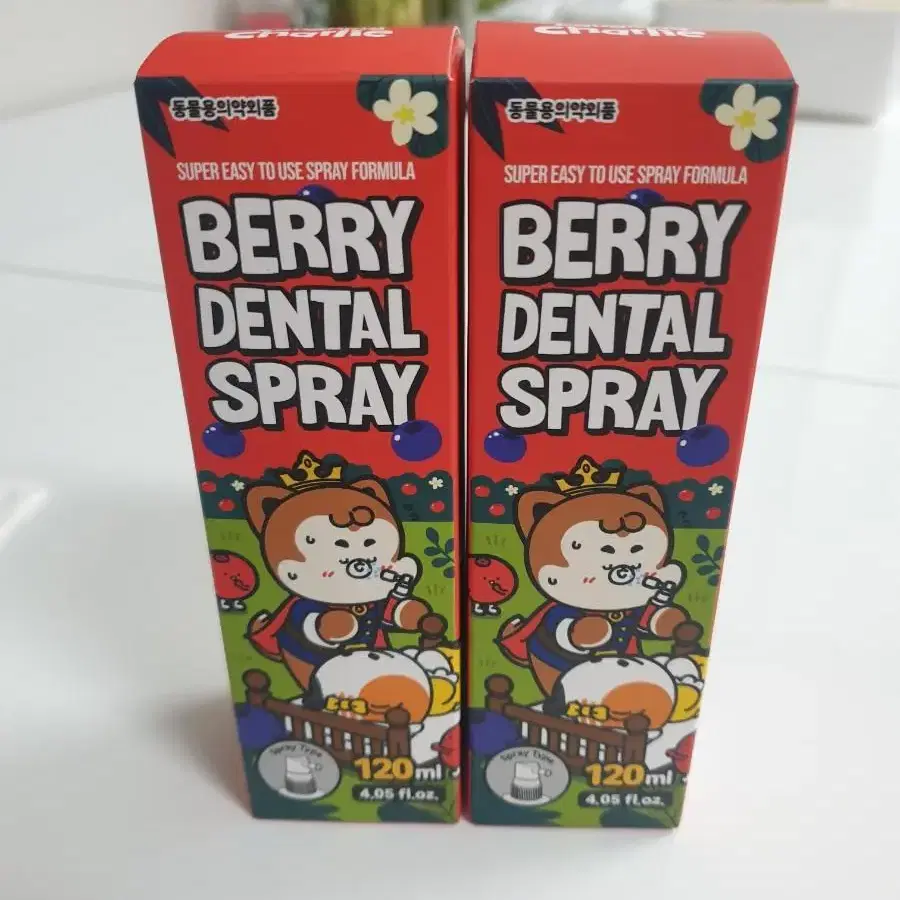 Charlie
동물용의약외품
SUPER EASY TO USE SPRAY FORMULA
BERRY
DENTAL
SPRAY
Spray Type
120ml
4.05 fl.oz.
Charlie
동물용의약외품
SUPER EASY TO USE SPRAY FORMULA
BERRY
DENTAL
SPRAY
Spray Type
120ml
4.05 fl.oz.